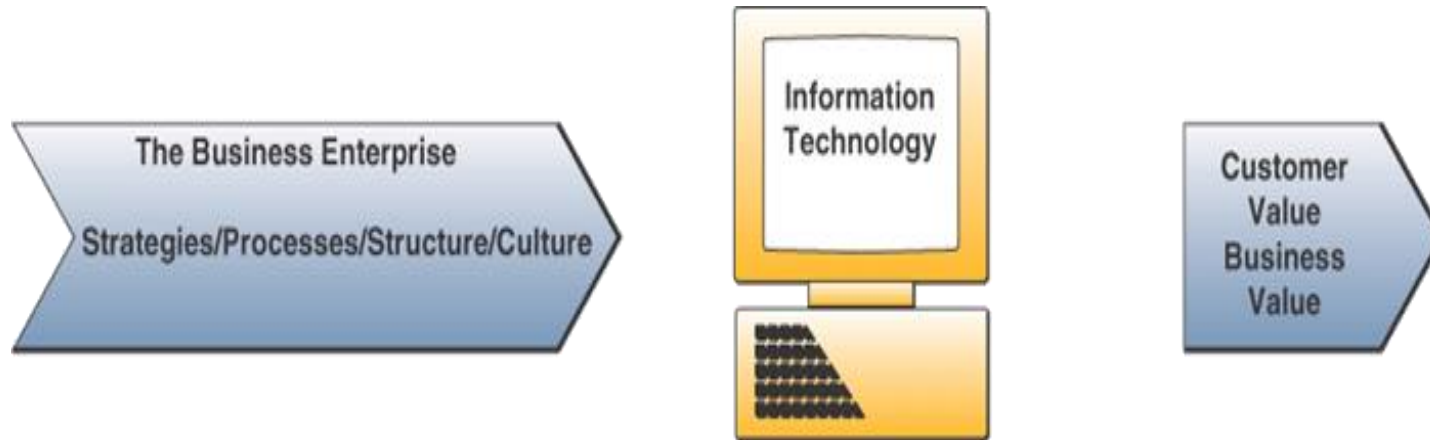 The Business Enterprise
Strategies/Processes/Structure/Culture
Information
Technology
Customer
Value
Business
Value